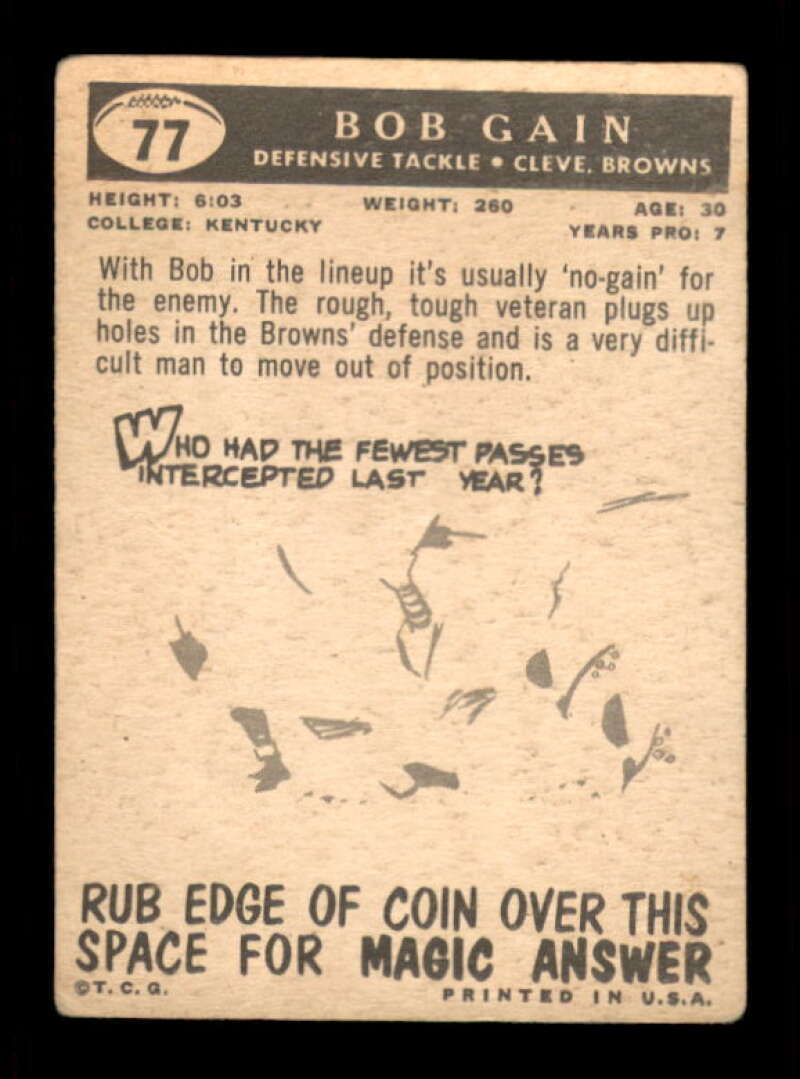 77
BOB GAIN
DEFENSIVE TACKLE • CLEVE. BROWNS
HEIGHT: 6:03 WEIGHT: 260 AGE: 30
COLLEGE: KENTUCKY YEARS PRO: 7
With Bob in the lineup it's usually 'no-gain' for
the enemy. The rough, tough veteran plugs up
holes in the Browns' defense and is a very diffi-
cult man to move out of position.
WHO HAD THE FEWEST PASSES
INTERCEPTED LAST YEAR?
RUB EDGE OF COIN OVER THIS
SPACE FOR MAGIC ANSWER
©T. C. G.
PRINTED IN U.S.A.